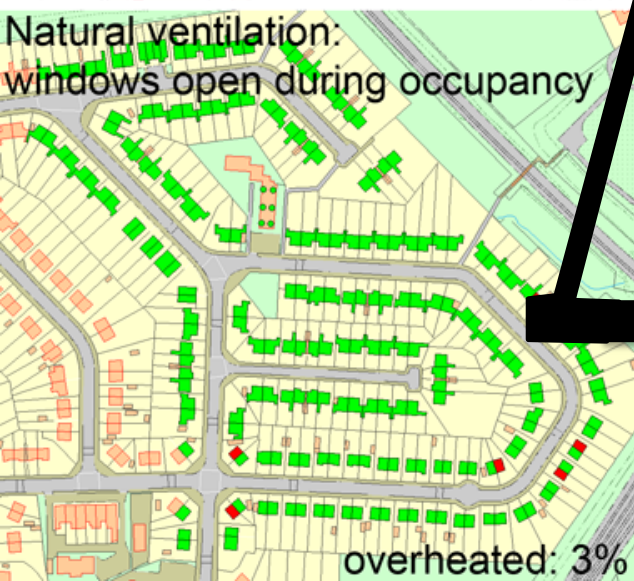 Natural ventilation:
windows open during occupancy
overheated: 3%